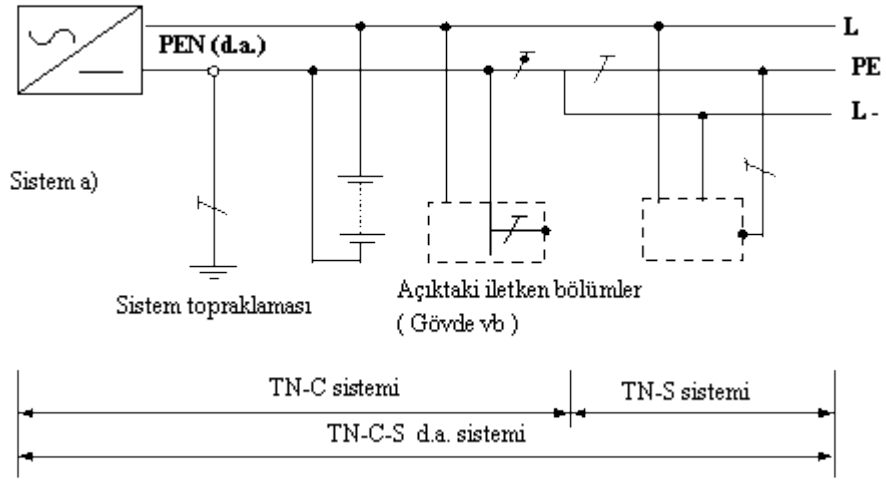 L
PEN (d.a.)
PE
L -
Sistem a)
Sistem topraklaması
Açıktaki iletken bölümler
( Gövde vb )
TN-C sistemi
TN-S sistemi
TN-C-S d.a. sistemi